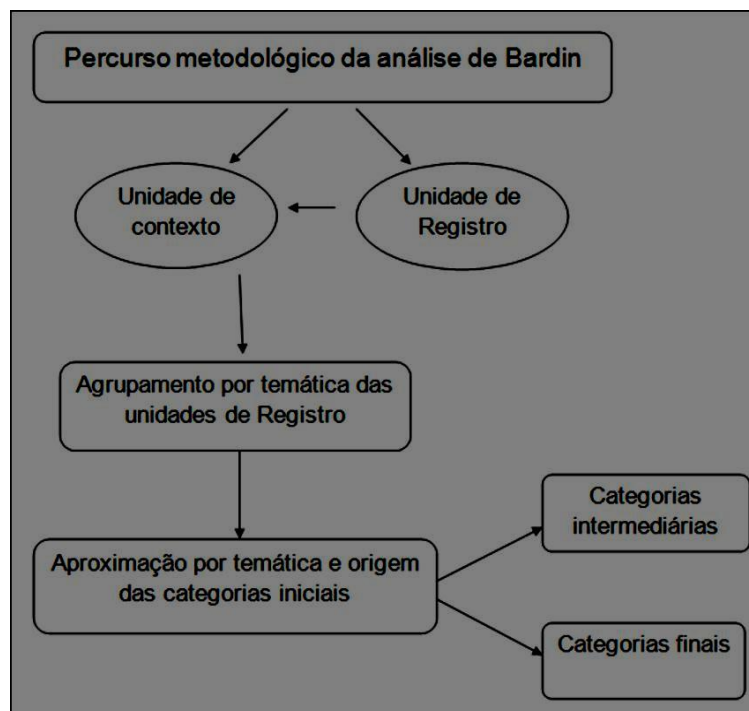 Percurso metodológico da análise de Bardin
Unidade de
contexto
Unidade de
Registro
Agrupamento por temática das
unidades de Registro
Aproximação por temática e origem
das categorias iniciais
Categorias
intermediárias
Categorias finais